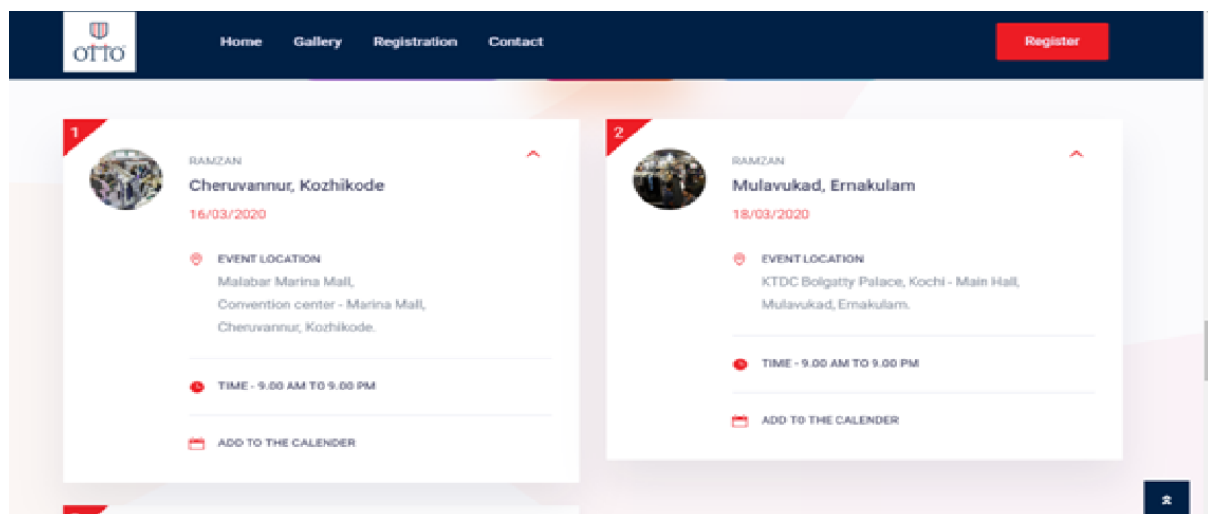 OTTO
Home Gallery Registration Contact
Register
1
RAMZAN
Cheruvannur, Kozhikode
16/03/2020
EVENT LOCATION
Malabar Marina Mall,
Convention center - Marina Mall,
Cheruvannur, Kozhikode.
TIME - 9.00 AM TO 9.00 PM
ADD TO THE CALENDER
2
RAMZAN
Mulavukad, Ernakulam
18/03/2020
EVENT LOCATION
KTDC Bolgatty Palace, Kochi - Main Hall,
Mulavukad, Ernakulam.
TIME - 9.00 AM TO 9.00 PM
ADD TO THE CALENDER